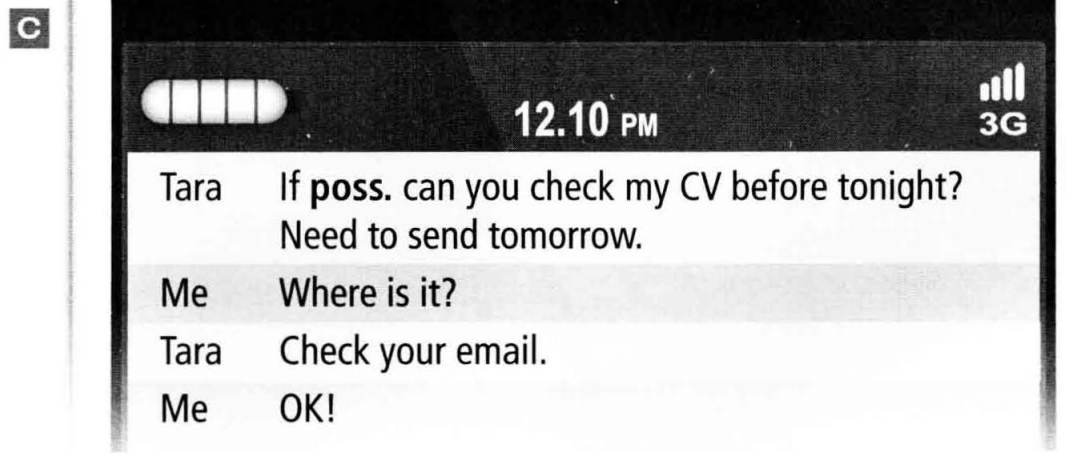 C
12.10 PM
3G
Tara If poss. can you check my CV before tonight?
Need to send tomorrow.
Me Where is it?
Tara Check your email.
Me OK!